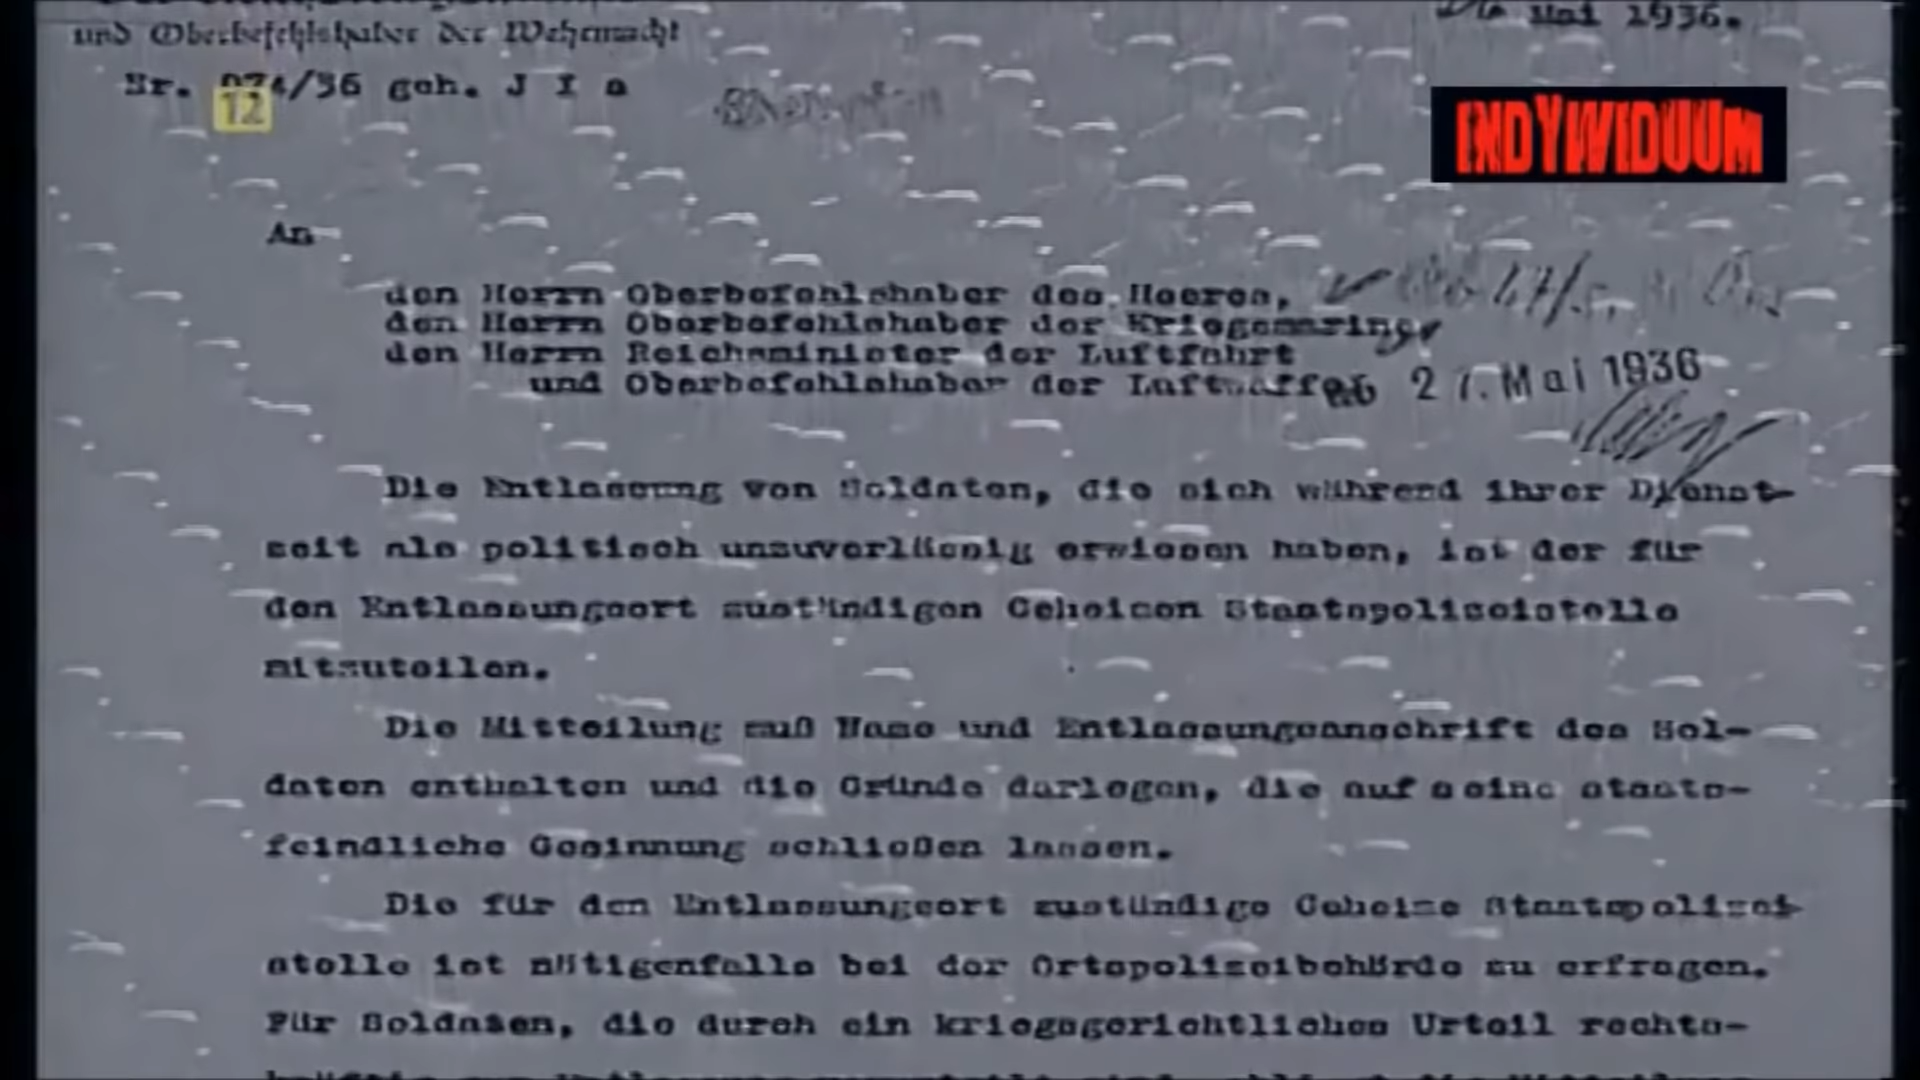 und Oberbefehlshaber der Wehrmacht
Mai 1936.
Nr. /36 geh. J I a
12
INDYWIDUUM
An
den Herrn Oberbefehlshaber des Heeres,
den Herrn Oberbefehlshaber der Kriegsmarine,
den Herrn Reichsminister der Luftfahrt
und Oberbefehlshaber der Luftwaffe
27. Mai 1936
Die Entlassung von Soldaten, die sich während ihrer Dienst-
zeit als politisch unzuverlässig erwiesen haben, ist der für
den Entlassungsort zuständigen Geheimen Staatspolizeistelle
mitzuteilen.
Die Mitteilung muß Name und Entlassungsanschrift des Sol-
daten enthalten und die Gründe darlegen, die auf seine staats-
feindliche Gesinnung schließen lassen.
Die für den Entlassungsort zuständige Geheime Staatspolizei-
stelle ist nötigenfalls bei der Ortspolizeibehörde zu erfragen.
Für Soldaten, die durch ein kriegsgerichtliches Urteil rechts-